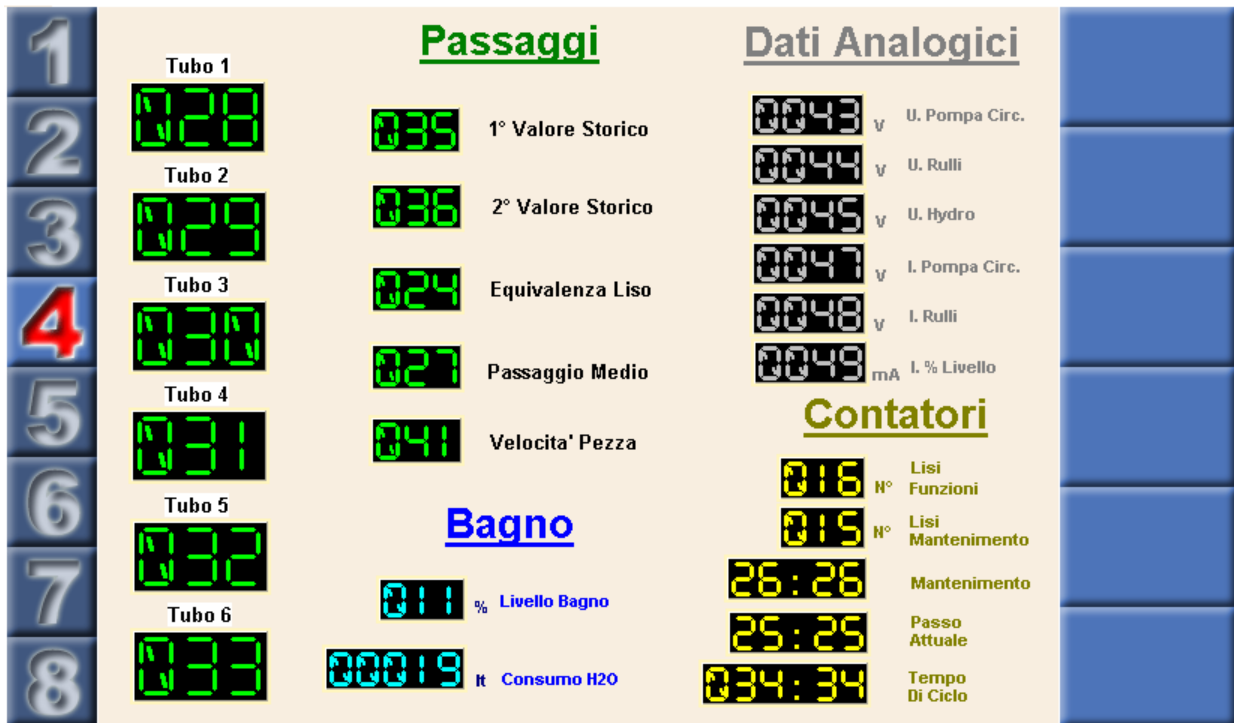 1
2
3
4
5
6
7
8
Tubo 1
028
Tubo 2
029
Tubo 3
030
Tubo 4
031
Tubo 5
032
Tubo 6
033
Passaggi
035 1° Valore Storico
036 2° Valore Storico
024 Equivalenza Liso
027 Passaggio Medio
041 Velocita' Pezza
Bagno
011 % Livello Bagno
00019 lt Consumo H2O
Dati Analogici
0043 V U. Pompa Circ.
0044 V U. Rulli
0045 V U. Hydro
0047 V I. Pompa Circ.
0048 V I. Rulli
0049 mA I. % Livello
Contatori
016 N° Lisi
Funzioni
015 N° Lisi
Mantenimento
26:26 Mantenimento
25:25 Passo
Attuale
034:34 Tempo
Di Ciclo